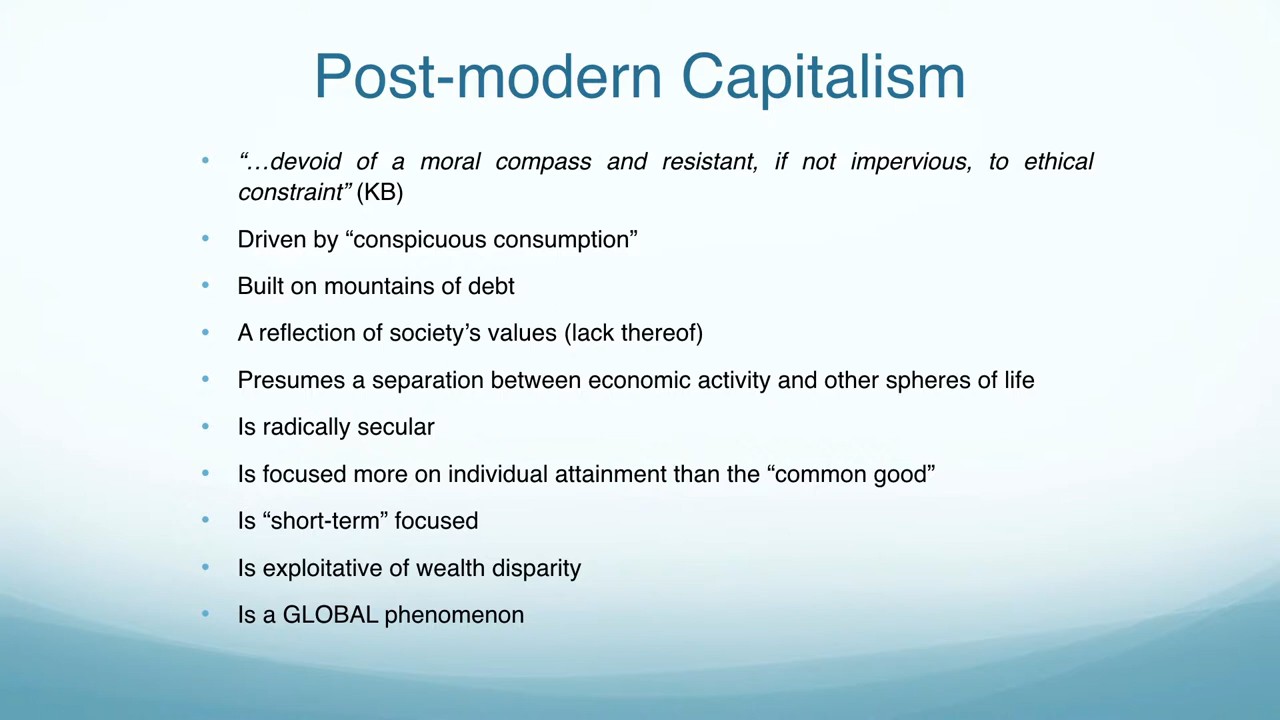 Post-modern Capitalism
• “…devoid of a moral compass and resistant, if not impervious, to ethical
constraint” (KB)
• Driven by “conspicuous consumption”
• Built on mountains of debt
• A reflection of society’s values (lack thereof)
• Presumes a separation between economic activity and other spheres of life
• Is radically secular
• Is focused more on individual attainment than the “common good”
• Is “short-term” focused
• Is exploitative of wealth disparity
• Is a GLOBAL phenomenon